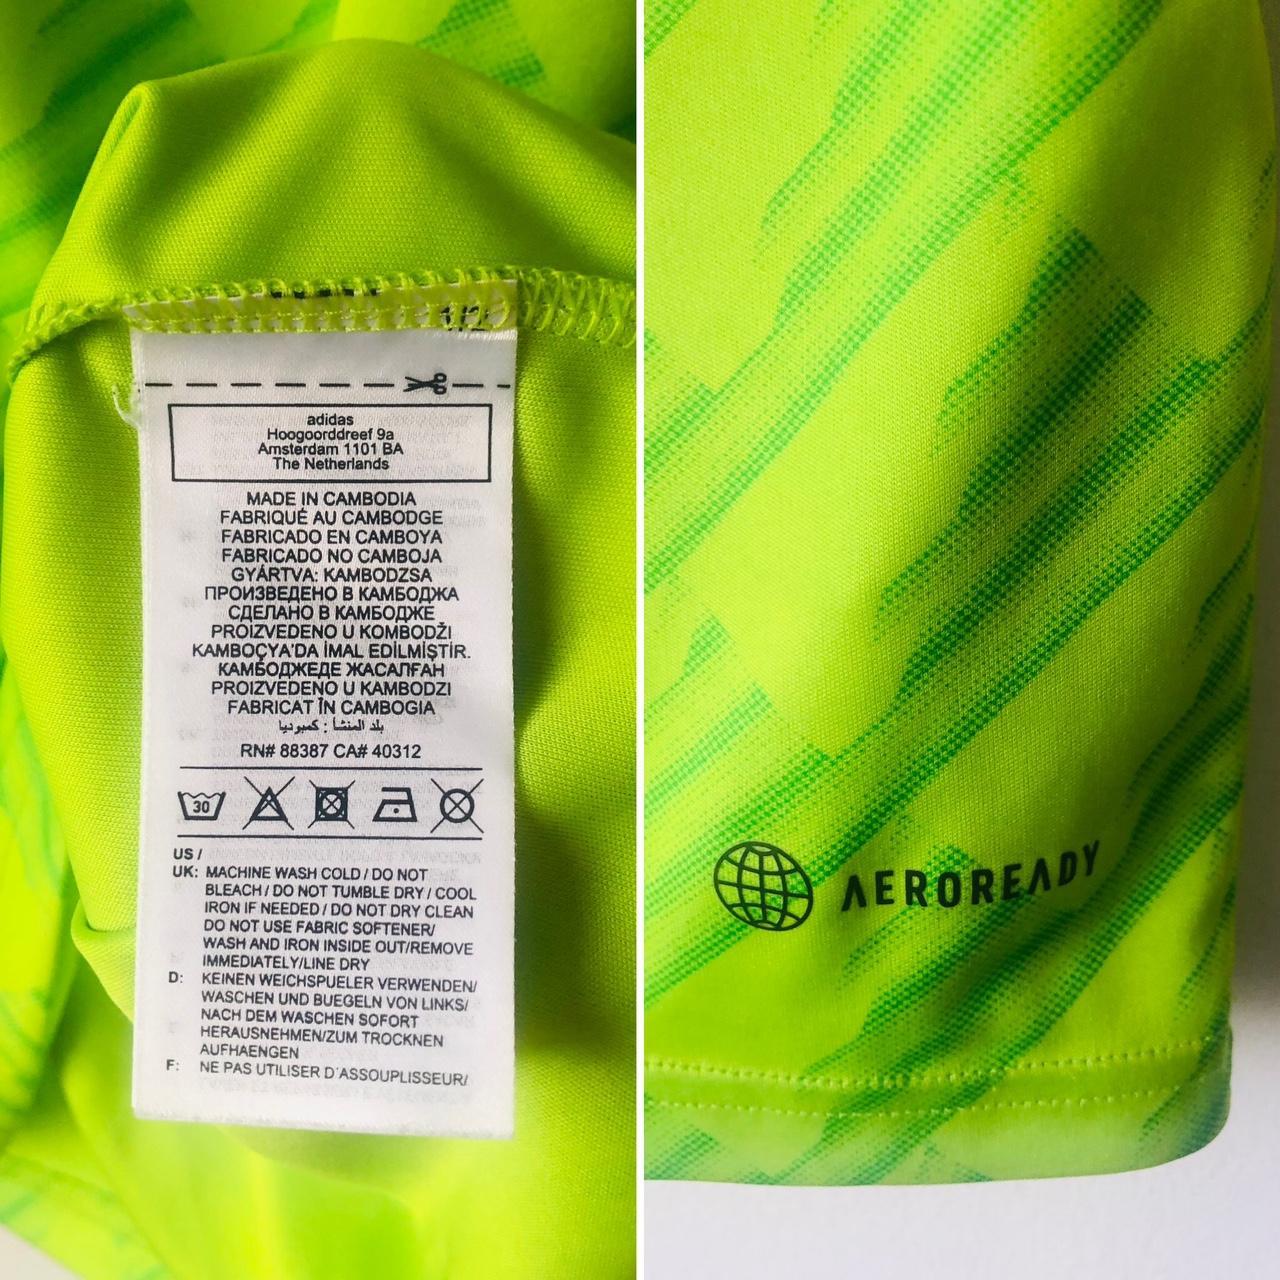 adidas
Hoogoorddreef 9a
Amsterdam 1101 BA
The Netherlands
MADE IN CAMBODIA
FABRIQUÉ AU CAMBODGE
FABRICADO EN CAMBOYA
FABRICADO NO CAMBOJA
GYÁRTVA: KAMBODZSA
ПРОИЗВЕДЕНО В КАМБОДЖА
СДЕЛАНО В КАМБОДЖЕ
PROIZVEDENO U KOMBODŽI
KAMBOÇYA'DA İMAL EDİLMİŞTİR.
КАМБОДЖЕДЕ ЖАСАЛҒАН
PROIZVEDENO U KAMBODZI
FABRICAT ÎN CAMBOGIA
بلد المنشأ : كمبوديا
RN# 88387 CA# 40312
30
US /
UK: MACHINE WASH COLD / DO NOT
BLEACH / DO NOT TUMBLE DRY / COOL
IRON IF NEEDED / DO NOT DRY CLEAN
DO NOT USE FABRIC SOFTENER/
WASH AND IRON INSIDE OUT/REMOVE
IMMEDIATELY/LINE DRY
D: KEINEN WEICHSPUELER VERWENDEN/
WASCHEN UND BUEGELN VON LINKS/
NACH DEM WASCHEN SOFORT
HERAUSNEHMEN/ZUM TROCKNEN
AUFHAENGEN
F: NE PAS UTILISER D'ASSOUPLISSEUR/
AEROREADY